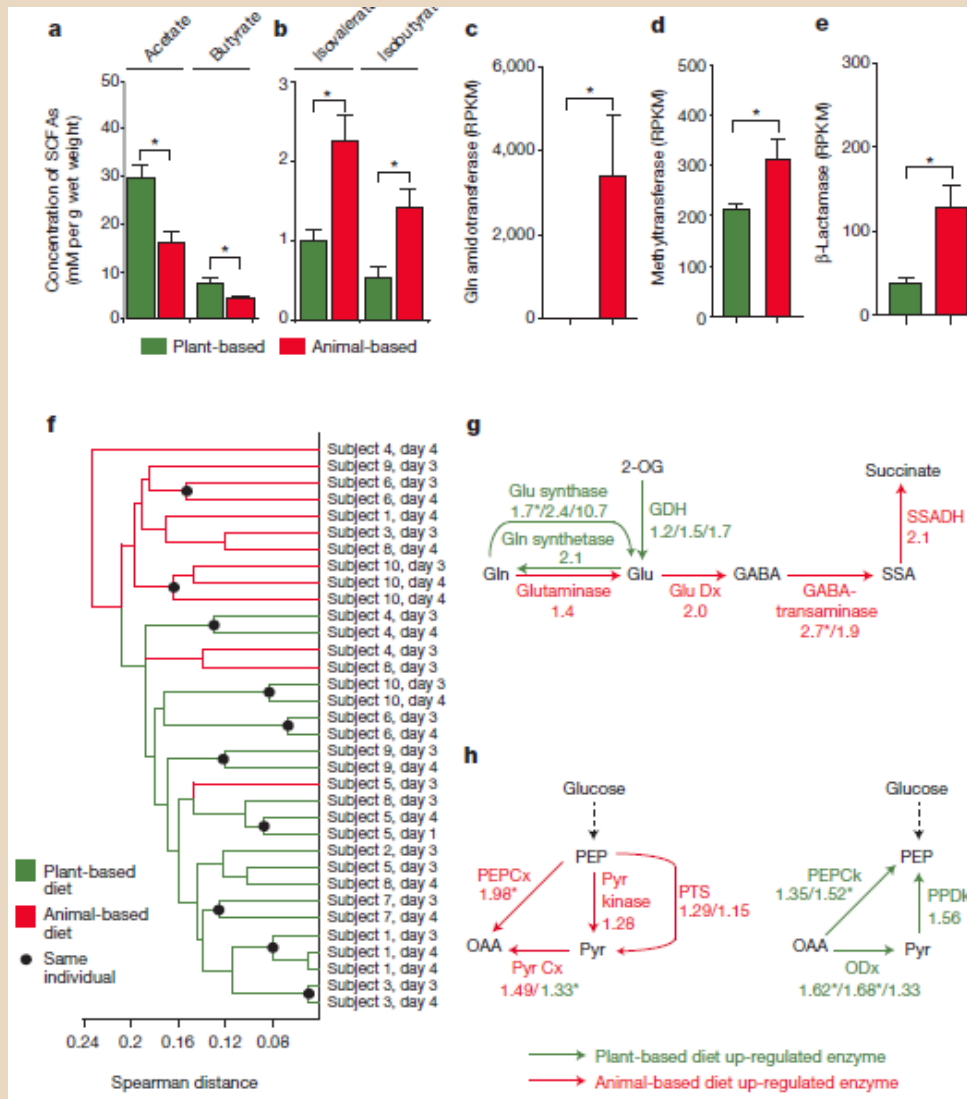 a
Acetate
Butyrate
Concentration of SCFAs
(mM per g wet weight)
50
40
30
20
10
0
*
*
b
Isovalerate
Isobutyrate
3
2
1
0
*
*
Plant-based
Animal-based
c
Gln amidotransferase (RPKM)
6,000
4,000
2,000
0
*
d
Methyltransferase (RPKM)
500
400
300
200
100
0
*
e
β-Lactamase (RPKM)
300
200
100
0
*
f
Subject 4, day 4
Subject 9, day 3
Subject 6, day 3
Subject 6, day 4
Subject 1, day 4
Subject 3, day 3
Subject 8, day 4
Subject 10, day 3
Subject 10, day 4
Subject 10, day 4
Subject 4, day 3
Subject 4, day 4
Subject 4, day 3
Subject 8, day 3
Subject 10, day 3
Subject 10, day 4
Subject 6, day 3
Subject 6, day 4
Subject 9, day 3
Subject 9, day 4
Subject 5, day 3
Subject 8, day 3
Subject 5, day 4
Subject 5, day 1
Subject 2, day 3
Subject 5, day 3
Subject 8, day 4
Subject 7, day 3
Subject 7, day 4
Subject 1, day 3
Subject 1, day 4
Subject 1, day 4
Subject 3, day 3
Subject 3, day 4
Plant-based
diet
Animal-based
diet
Same
individual
0.24 0.2 0.16 0.12 0.08
Spearman distance
g
2-OG
Succinate
Glu synthase
1.7*/2.4/10.7
GDH
1.2/1.5/1.7
SSADH
2.1
Gln synthetase
2.1
Gln
Glu
GABA
SSA
Glutaminase
1.4
Glu Dx
2.0
GABA-
transaminase
2.7*/1.9
h
Glucose
PEP
PEPCx
1.98*
Pyr
kinase
1.28
PTS
1.29/1.15
OAA
Pyr
Pyr Cx
1.49/1.33*
Glucose
PEP
PEPCk
1.35/1.52*
PPDk
1.56
OAA
Pyr
ODx
1.62*/1.68*/1.33
Plant-based diet up-regulated enzyme
Animal-based diet up-regulated enzyme